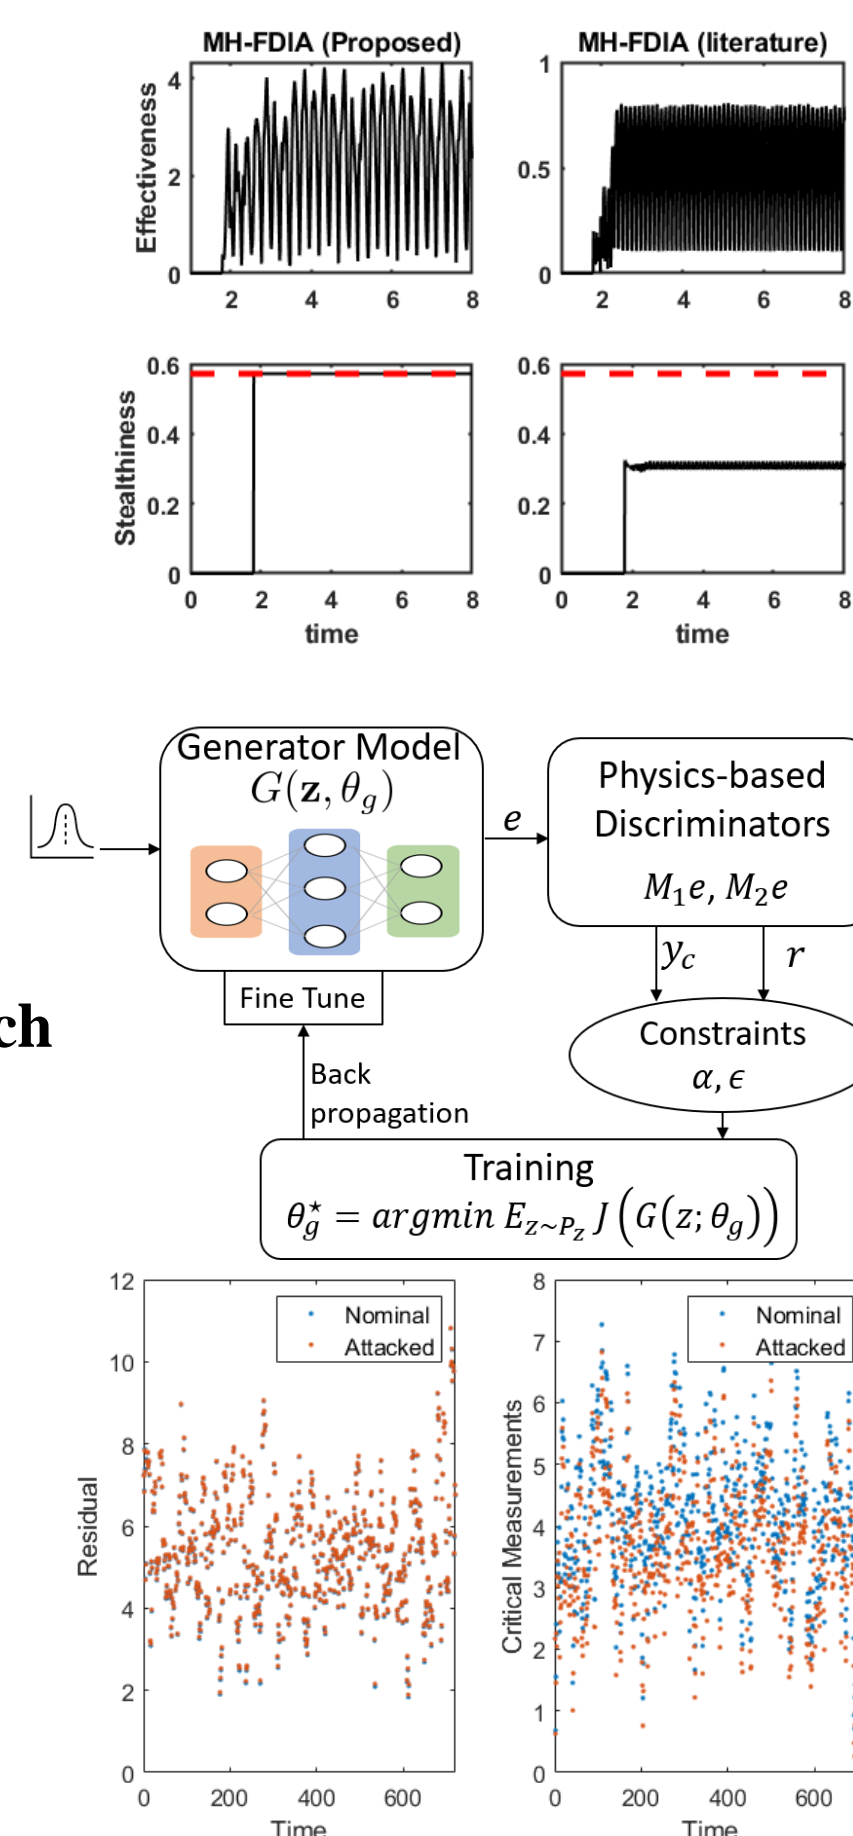 MH-FDIA (Proposed)
MH-FDIA (literature)
Effectiveness
4
2
0
2
4
6
8
1
0.5
0
2
4
6
8
Stealthiness
0.6
0.4
0.2
0
0
2
4
6
8
time
0.6
0.4
0.2
0
0
2
4
6
8
time
Generator Model
G(z, θg)
e
Physics-based
Discriminators
M₁e, M₂e
yc
r
Fine Tune
ch
Constraints
α, ϵ
Back
propagation
Training
θg⋆ = argmin Ez~Pz J(G(z; θg))
Residual
12
10
8
6
4
2
0
Nominal
Attacked
0
200
400
600
Time
Critical Measurements
8
7
6
5
4
3
2
1
0
Nominal
Attacked
0
200
400
600
Time